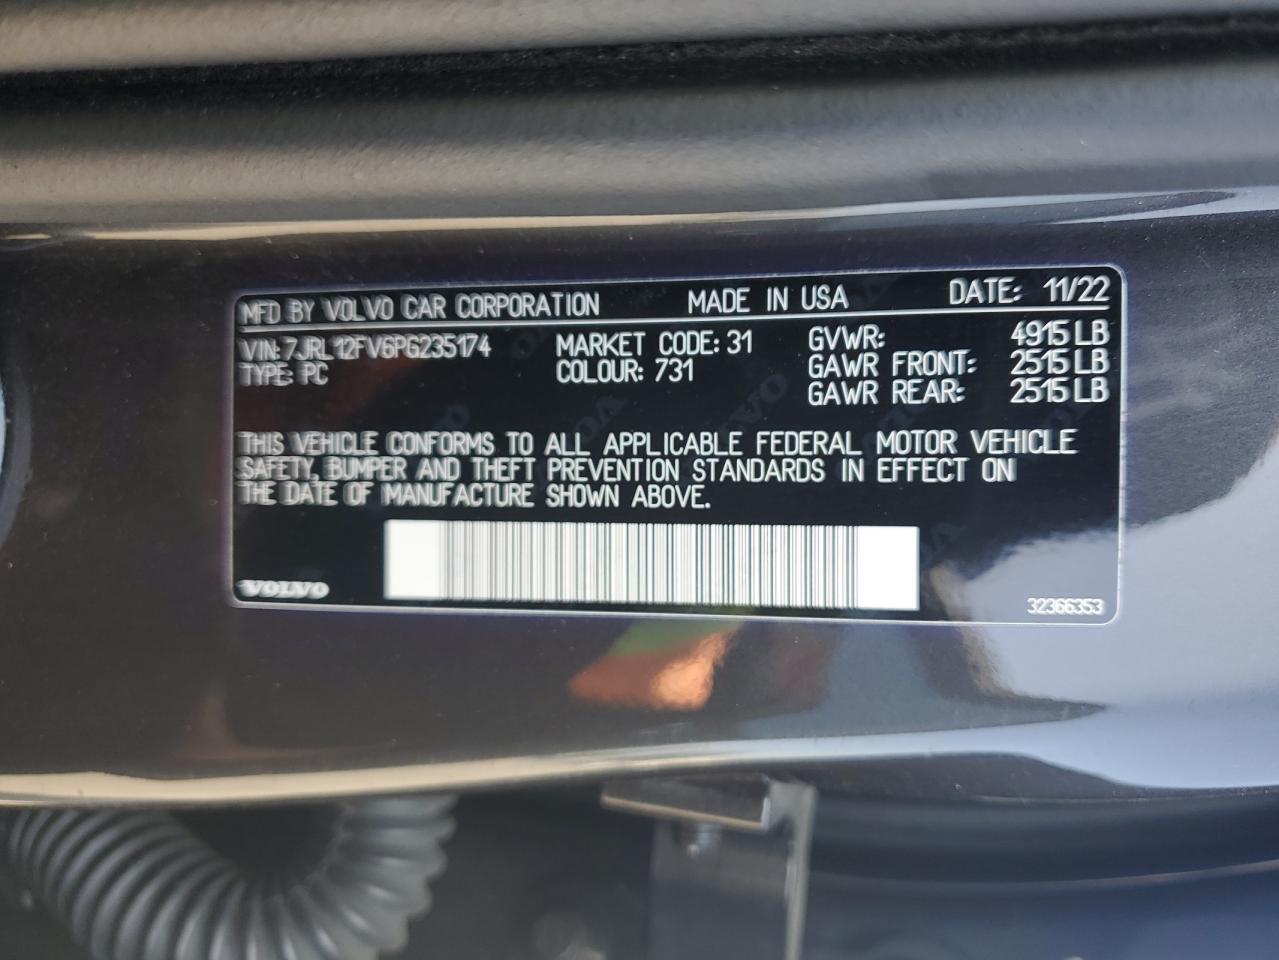 MFD BY VOLVO CAR CORPORATION MADE IN USA DATE: 11/22
VIN: 7JRL12FV6PG235174 MARKET CODE: 31 GVWR: 4915 LB
TYPE: PC COLOUR: 731 GAWR FRONT: 2515 LB
GAWR REAR: 2515 LB
THIS VEHICLE CONFORMS TO ALL APPLICABLE FEDERAL MOTOR VEHICLE
SAFETY, BUMPER AND THEFT PREVENTION STANDARDS IN EFFECT ON
THE DATE OF MANUFACTURE SHOWN ABOVE.
VOLVO
32366353